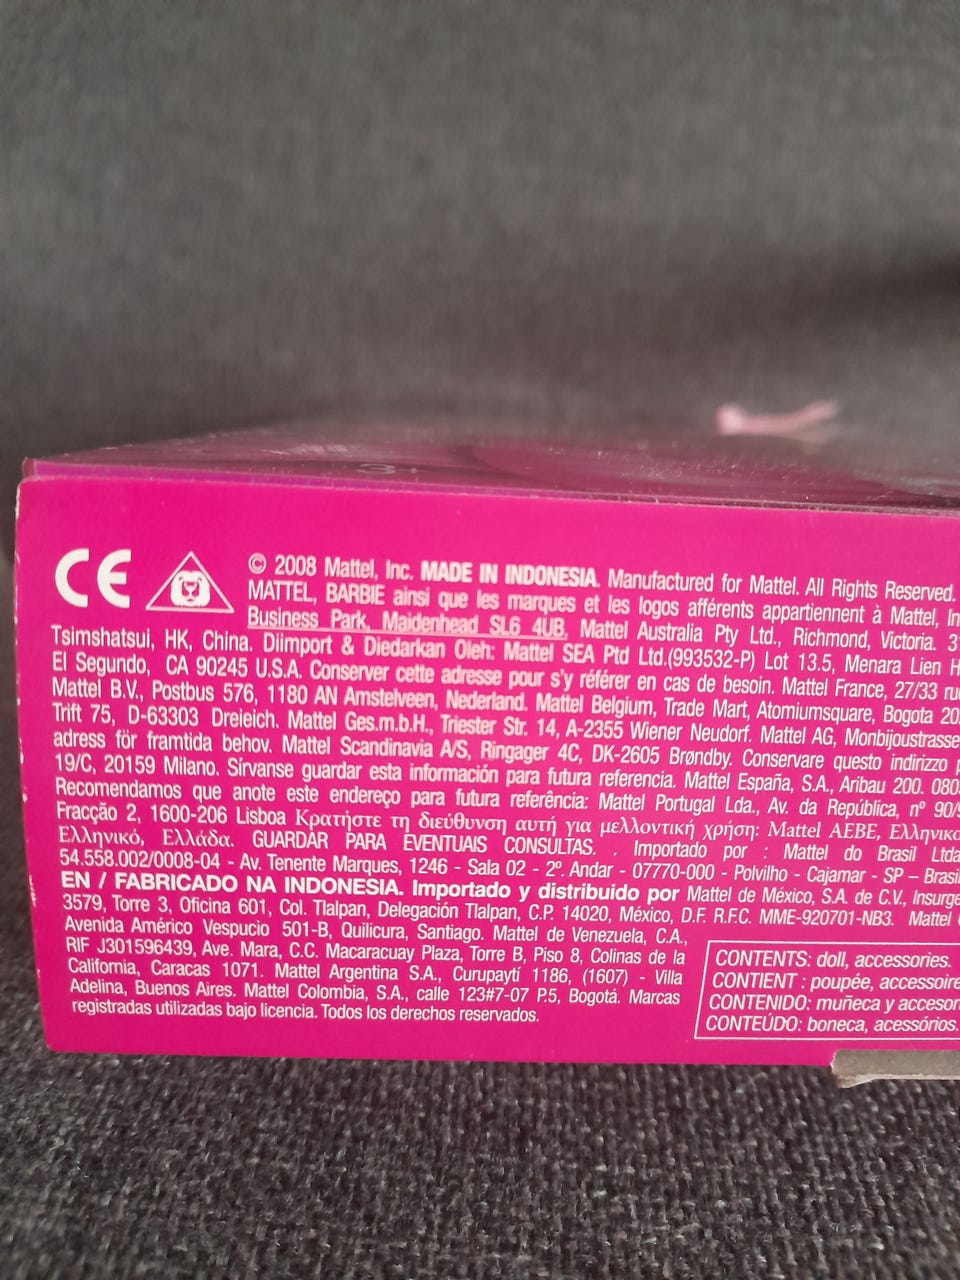 3+
CE
© 2008 Mattel, Inc. MADE IN INDONESIA. Manufactured for Mattel. All Rights Reserved.
MATTEL, BARBIE ainsi que les marques et les logos afférents appartiennent à Mattel,
Business Park, Maidenhead SL6 4UB. Mattel Australia Pty Ltd., Richmond, Victoria.
Tsimshatsui, HK, China. Diimport & Diedarkan Oleh: Mattel SEA Ptd Ltd.(993532-P) Lot 13.5, Menara Lien
El Segundo, CA 90245 U.S.A. Conserver cette adresse pour s'y référer en cas de besoin. Mattel France, 27/33
Mattel B.V., Postbus 576, 1180 AN Amstelveen, Nederland. Mattel Belgium, Trade Mart, Atomiumsquare, Bogota
Trift 75, D-63303 Dreieich. Mattel Ges.m.b.H., Triester Str. 14, A-2355 Wiener Neudorf. Mattel AG, Monbijoustrasse
adress för framtida behov. Mattel Scandinavia A/S, Ringager 4C, DK-2605 Brøndby. Conservare questo indirizzo
19/C, 20159 Milano. Sírvanse guardar esta información para futura referencia. Mattel España, S.A., Aribau 200.
Recomendamos que anote este endereço para futura referência: Mattel Portugal Lda., Av. da República, nº
Fracção 2, 1600-206 Lisboa Κρατήστε τη διεύθυνση αυτή για μελλοντική χρήση: Mattel AEBE,
Ελληνικό, Ελλάδα. GUARDAR PARA EVENTUAIS CONSULTAS. . Importado por : Mattel do Brasil Ltda
54.558.002/0008-04 - Av. Tenente Marques, 1246 - Sala 02 - 2º. Andar - 07770-000 - Polvilho - Cajamar - SP – Brasil
EN / FABRICADO NA INDONESIA. Importado y distribuido por Mattel de México, S.A. de C.V.,
3579, Torre 3, Oficina 601, Col. Tlalpan, Delegación Tlalpan, C.P. 14020, México, D.F. R.F.C. MME-920701-NB3. Mattel
Avenida Américo Vespucio 501-B, Quilicura, Santiago. Mattel de Venezuela, C.A.,
RIF J301596439, Ave. Mara, C.C. Macaracuay Plaza, Torre B, Piso 8, Colinas de la
California, Caracas 1071. Mattel Argentina S.A., Curupaytí 1186, (1607) - Villa
Adelina, Buenos Aires. Mattel Colombia, S.A., calle 123#7-07 P.5, Bogotá. Marcas
registradas utilizadas bajo licencia. Todos los derechos reservados.
CONTENTS: doll, accessories.
CONTIENT : poupée,
CONTENIDO: muñeca y
CONTEÚDO: boneca, acessórios.